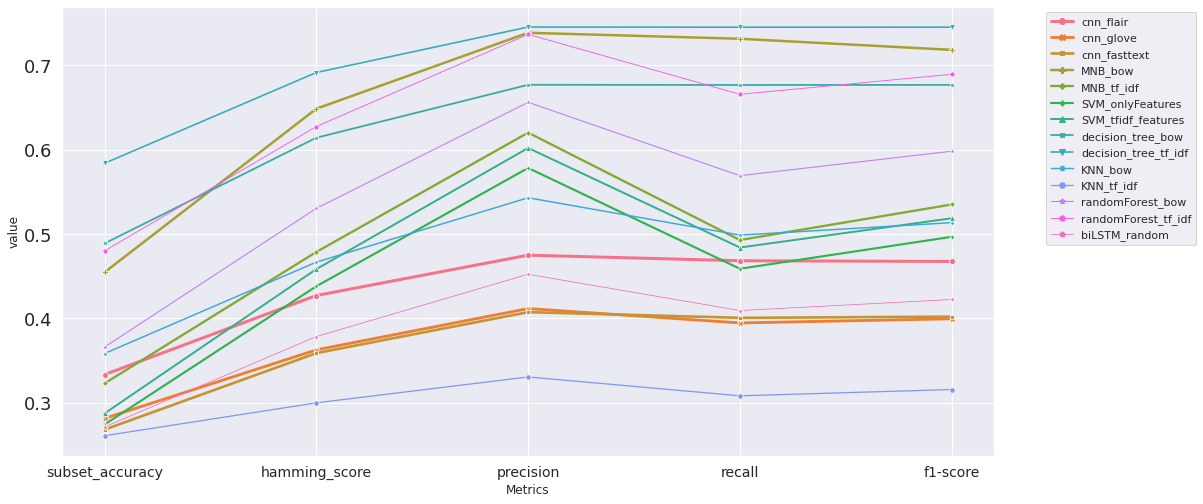 0.7
0.6
0.5
0.4
0.3
value
subset_accuracy
hamming_score
precision
recall
f1-score
Metrics
cnn_flair
cnn_glove
cnn_fasttext
MNB_bow
MNB_tf_idf
SVM_onlyFeatures
SVM_tfidf_features
decision_tree_bow
decision_tree_tf_idf
KNN_bow
KNN_tf_idf
randomForest_bow
randomForest_tf_idf
biLSTM_random